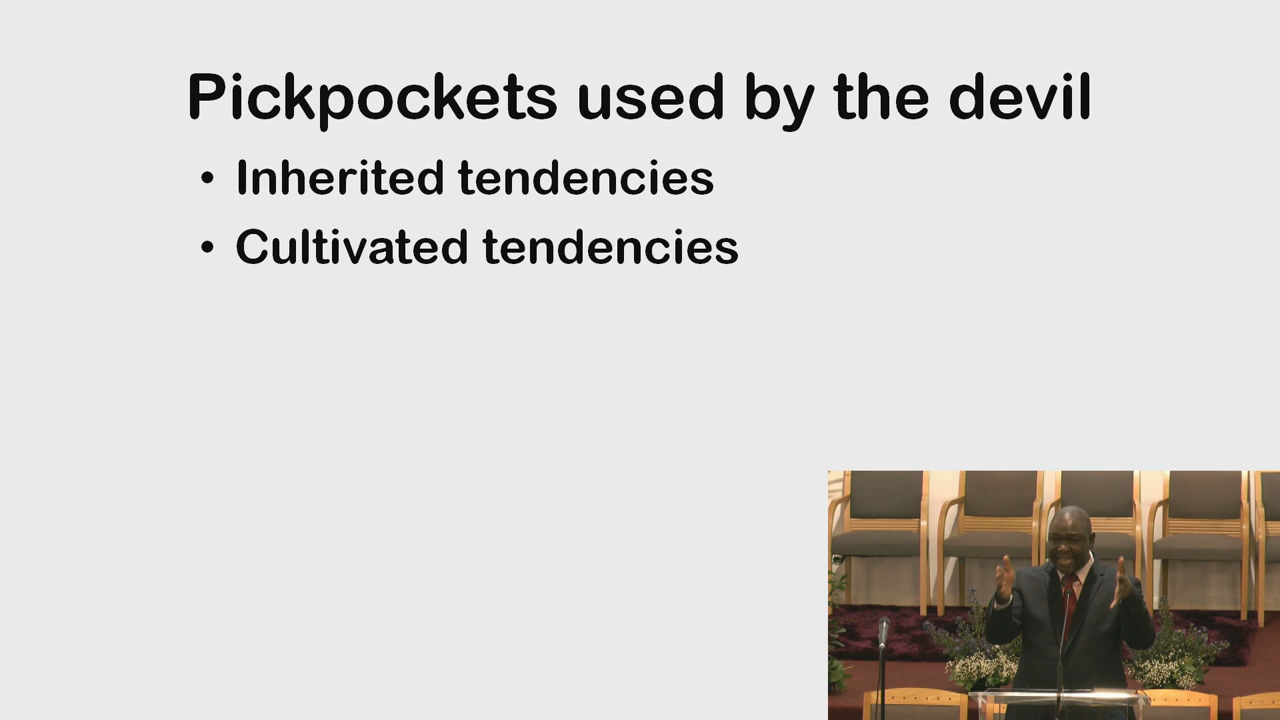 Pickpockets used by the devil
• Inherited tendencies
• Cultivated tendencies